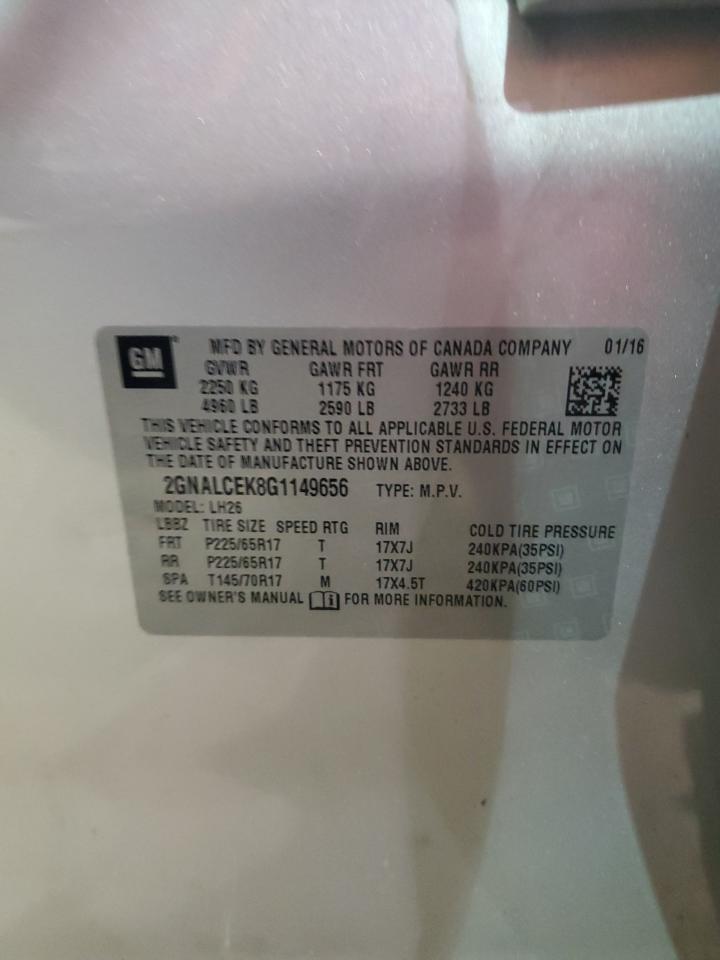 GM
MFD BY GENERAL MOTORS OF CANADA COMPANY 01/16
GVWR GAWR FRT GAWR RR
2250 KG 1175 KG 1240 KG
4960 LB 2590 LB 2733 LB
THIS VEHICLE CONFORMS TO ALL APPLICABLE U.S. FEDERAL MOTOR
VEHICLE SAFETY AND THEFT PREVENTION STANDARDS IN EFFECT ON
THE DATE OF MANUFACTURE SHOWN ABOVE.
2GNALCEK8G1149656 TYPE: M.P.V.
MODEL: LH26
LBBZ TIRE SIZE SPEED RTG RIM COLD TIRE PRESSURE
FRT P225/65R17 T 17X7J 240KPA(35PSI)
RR P225/65R17 T 17X7J 240KPA(35PSI)
SPA T145/70R17 M 17X4.5T 420KPA(60PSI)
SEE OWNER'S MANUAL FOR MORE INFORMATION.